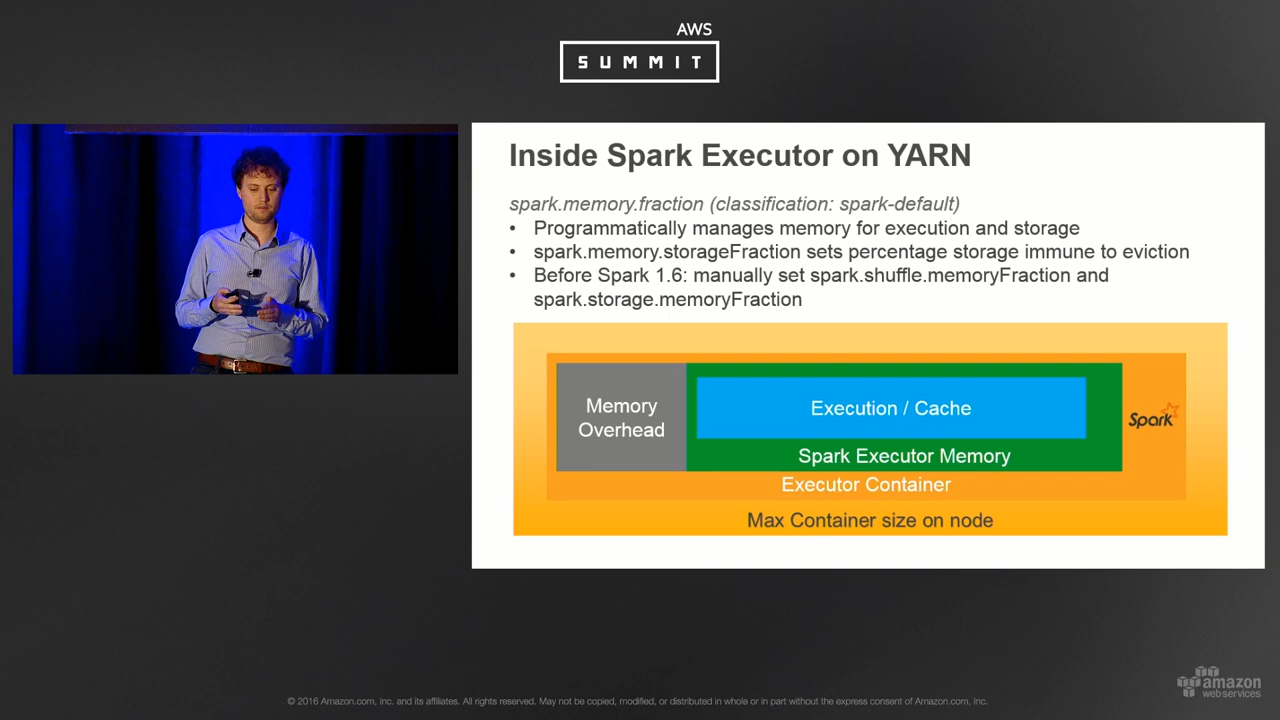 AWS
SUMMIT
Inside Spark Executor on YARN
spark.memory.fraction (classification: spark-default)
• Programmatically manages memory for execution and storage
• spark.memory.storageFraction sets percentage storage immune to eviction
• Before Spark 1.6: manually set spark.shuffle.memoryFraction and
spark.storage.memoryFraction
Memory
Overhead
Execution / Cache
Spark
Spark Executor Memory
Executor Container
Max Container size on node
amazon
web services
© 2016 Amazon.com, Inc. and its affiliates. All rights reserved. May not be copied, modified, or distributed in whole or in part without the express consent of Amazon.com, Inc.